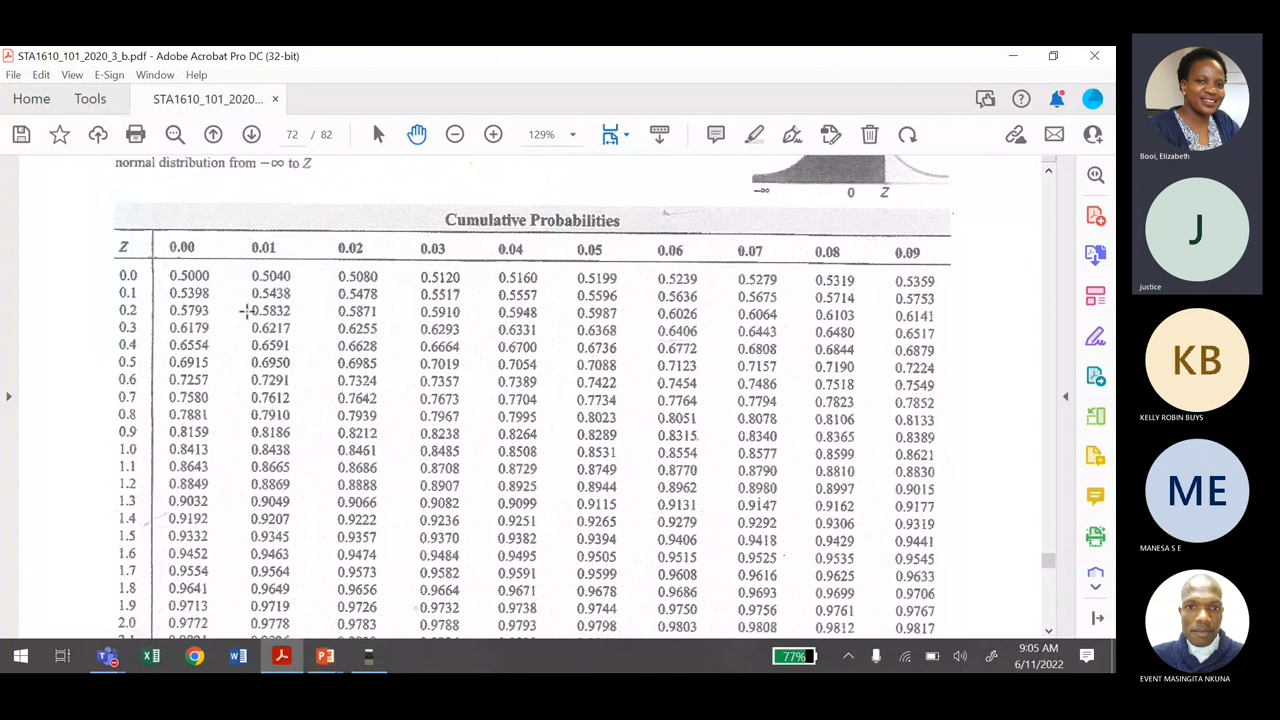 STA1610_101_2020_3_b.pdf - Adobe Acrobat Pro DC (32-bit)
File Edit View E-Sign Window Help
Home Tools STA1610_101_2020... ×
72 / 82 129%
normal distribution from −∞ to Z
−∞ 0 Z
Cumulative Probabilities
Z 0.00 0.01 0.02 0.03 0.04 0.05 0.06 0.07 0.08 0.09
0.0 0.5000 0.5040 0.5080 0.5120 0.5160 0.5199 0.5239 0.5279 0.5319 0.5359
0.1 0.5398 0.5438 0.5478 0.5517 0.5557 0.5596 0.5636 0.5675 0.5714 0.5753
0.2 0.5793 0.5832 0.5871 0.5910 0.5948 0.5987 0.6026 0.6064 0.6103 0.6141
0.3 0.6179 0.6217 0.6255 0.6293 0.6331 0.6368 0.6406 0.6443 0.6480 0.6517
0.4 0.6554 0.6591 0.6628 0.6664 0.6700 0.6736 0.6772 0.6808 0.6844 0.6879
0.5 0.6915 0.6950 0.6985 0.7019 0.7054 0.7088 0.7123 0.7157 0.7190 0.7224
0.6 0.7257 0.7291 0.7324 0.7357 0.7389 0.7422 0.7454 0.7486 0.7518 0.7549
0.7 0.7580 0.7612 0.7642 0.7673 0.7704 0.7734 0.7764 0.7794 0.7823 0.7852
0.8 0.7881 0.7910 0.7939 0.7967 0.7995 0.8023 0.8051 0.8078 0.8106 0.8133
0.9 0.8159 0.8186 0.8212 0.8238 0.8264 0.8289 0.8315 0.8340 0.8365 0.8389
1.0 0.8413 0.8438 0.8461 0.8485 0.8508 0.8531 0.8554 0.8577 0.8599 0.8621
1.1 0.8643 0.8665 0.8686 0.8708 0.8729 0.8749 0.8770 0.8790 0.8810 0.8830
1.2 0.8849 0.8869 0.8888 0.8907 0.8925 0.8944 0.8962 0.8980 0.8997 0.9015
1.3 0.9032 0.9049 0.9066 0.9082 0.9099 0.9115 0.9131 0.9147 0.9162 0.9177
1.4 0.9192 0.9207 0.9222 0.9236 0.9251 0.9265 0.9279 0.9292 0.9306 0.9319
1.5 0.9332 0.9345 0.9357 0.9370 0.9382 0.9394 0.9406 0.9418 0.9429 0.9441
1.6 0.9452 0.9463 0.9474 0.9484 0.9495 0.9505 0.9515 0.9525 0.9535 0.9545
1.7 0.9554 0.9564 0.9573 0.9582 0.9591 0.9599 0.9608 0.9616 0.9625 0.9633
1.8 0.9641 0.9649 0.9656 0.9664 0.9671 0.9678 0.9686 0.9693 0.9699 0.9706
1.9 0.9713 0.9719 0.9726 0.9732 0.9738 0.9744 0.9750 0.9756 0.9761 0.9767
2.0 0.9772 0.9778 0.9783 0.9788 0.9793 0.9798 0.9803 0.9808 0.9812 0.9817
77% 9:05 AM
6/11/2022
Booi, Elizabeth
J
justice
KB
KELLY ROBIN BUYS
ME
MANESA S E
EVENT MASINGITA NKUNA